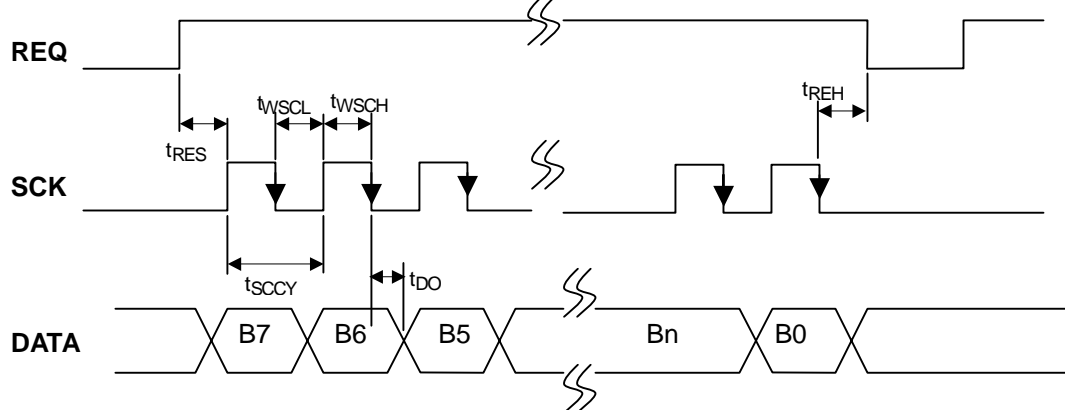 REQ
tREH
tWSCL
tWSCH
tRES
SCK
tSCCY
tDO
DATA
B7
B6
B5
Bn
B0